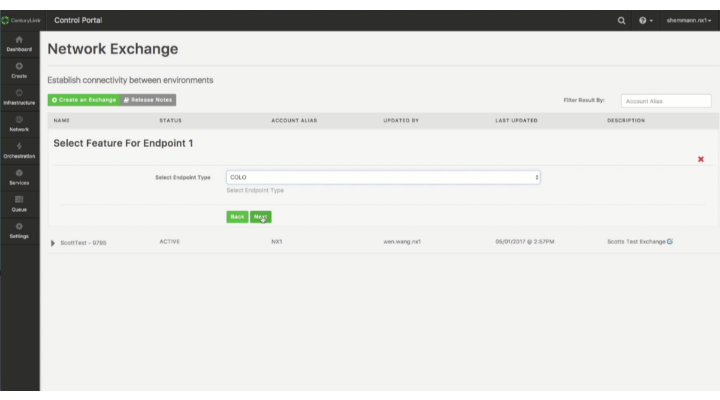 CenturyLink Control Portal shemmann.nx1
Dashboard
Create
Infrastructure
Network
Orchestration
Services
Queue
Settings
Network Exchange
Establish connectivity between environments
Create an Exchange Release Notes Filter Result By: Account Alias
NAME STATUS ACCOUNT ALIAS UPDATED BY LAST UPDATED DESCRIPTION
Select Feature For Endpoint 1
Select Endpoint Type COLO
Select Endpoint Type
Back Next
ScottTest - 9795 ACTIVE NX1 wen.wang.nx1 05/01/2017 @ 2:57PM Scotts Test Exchange